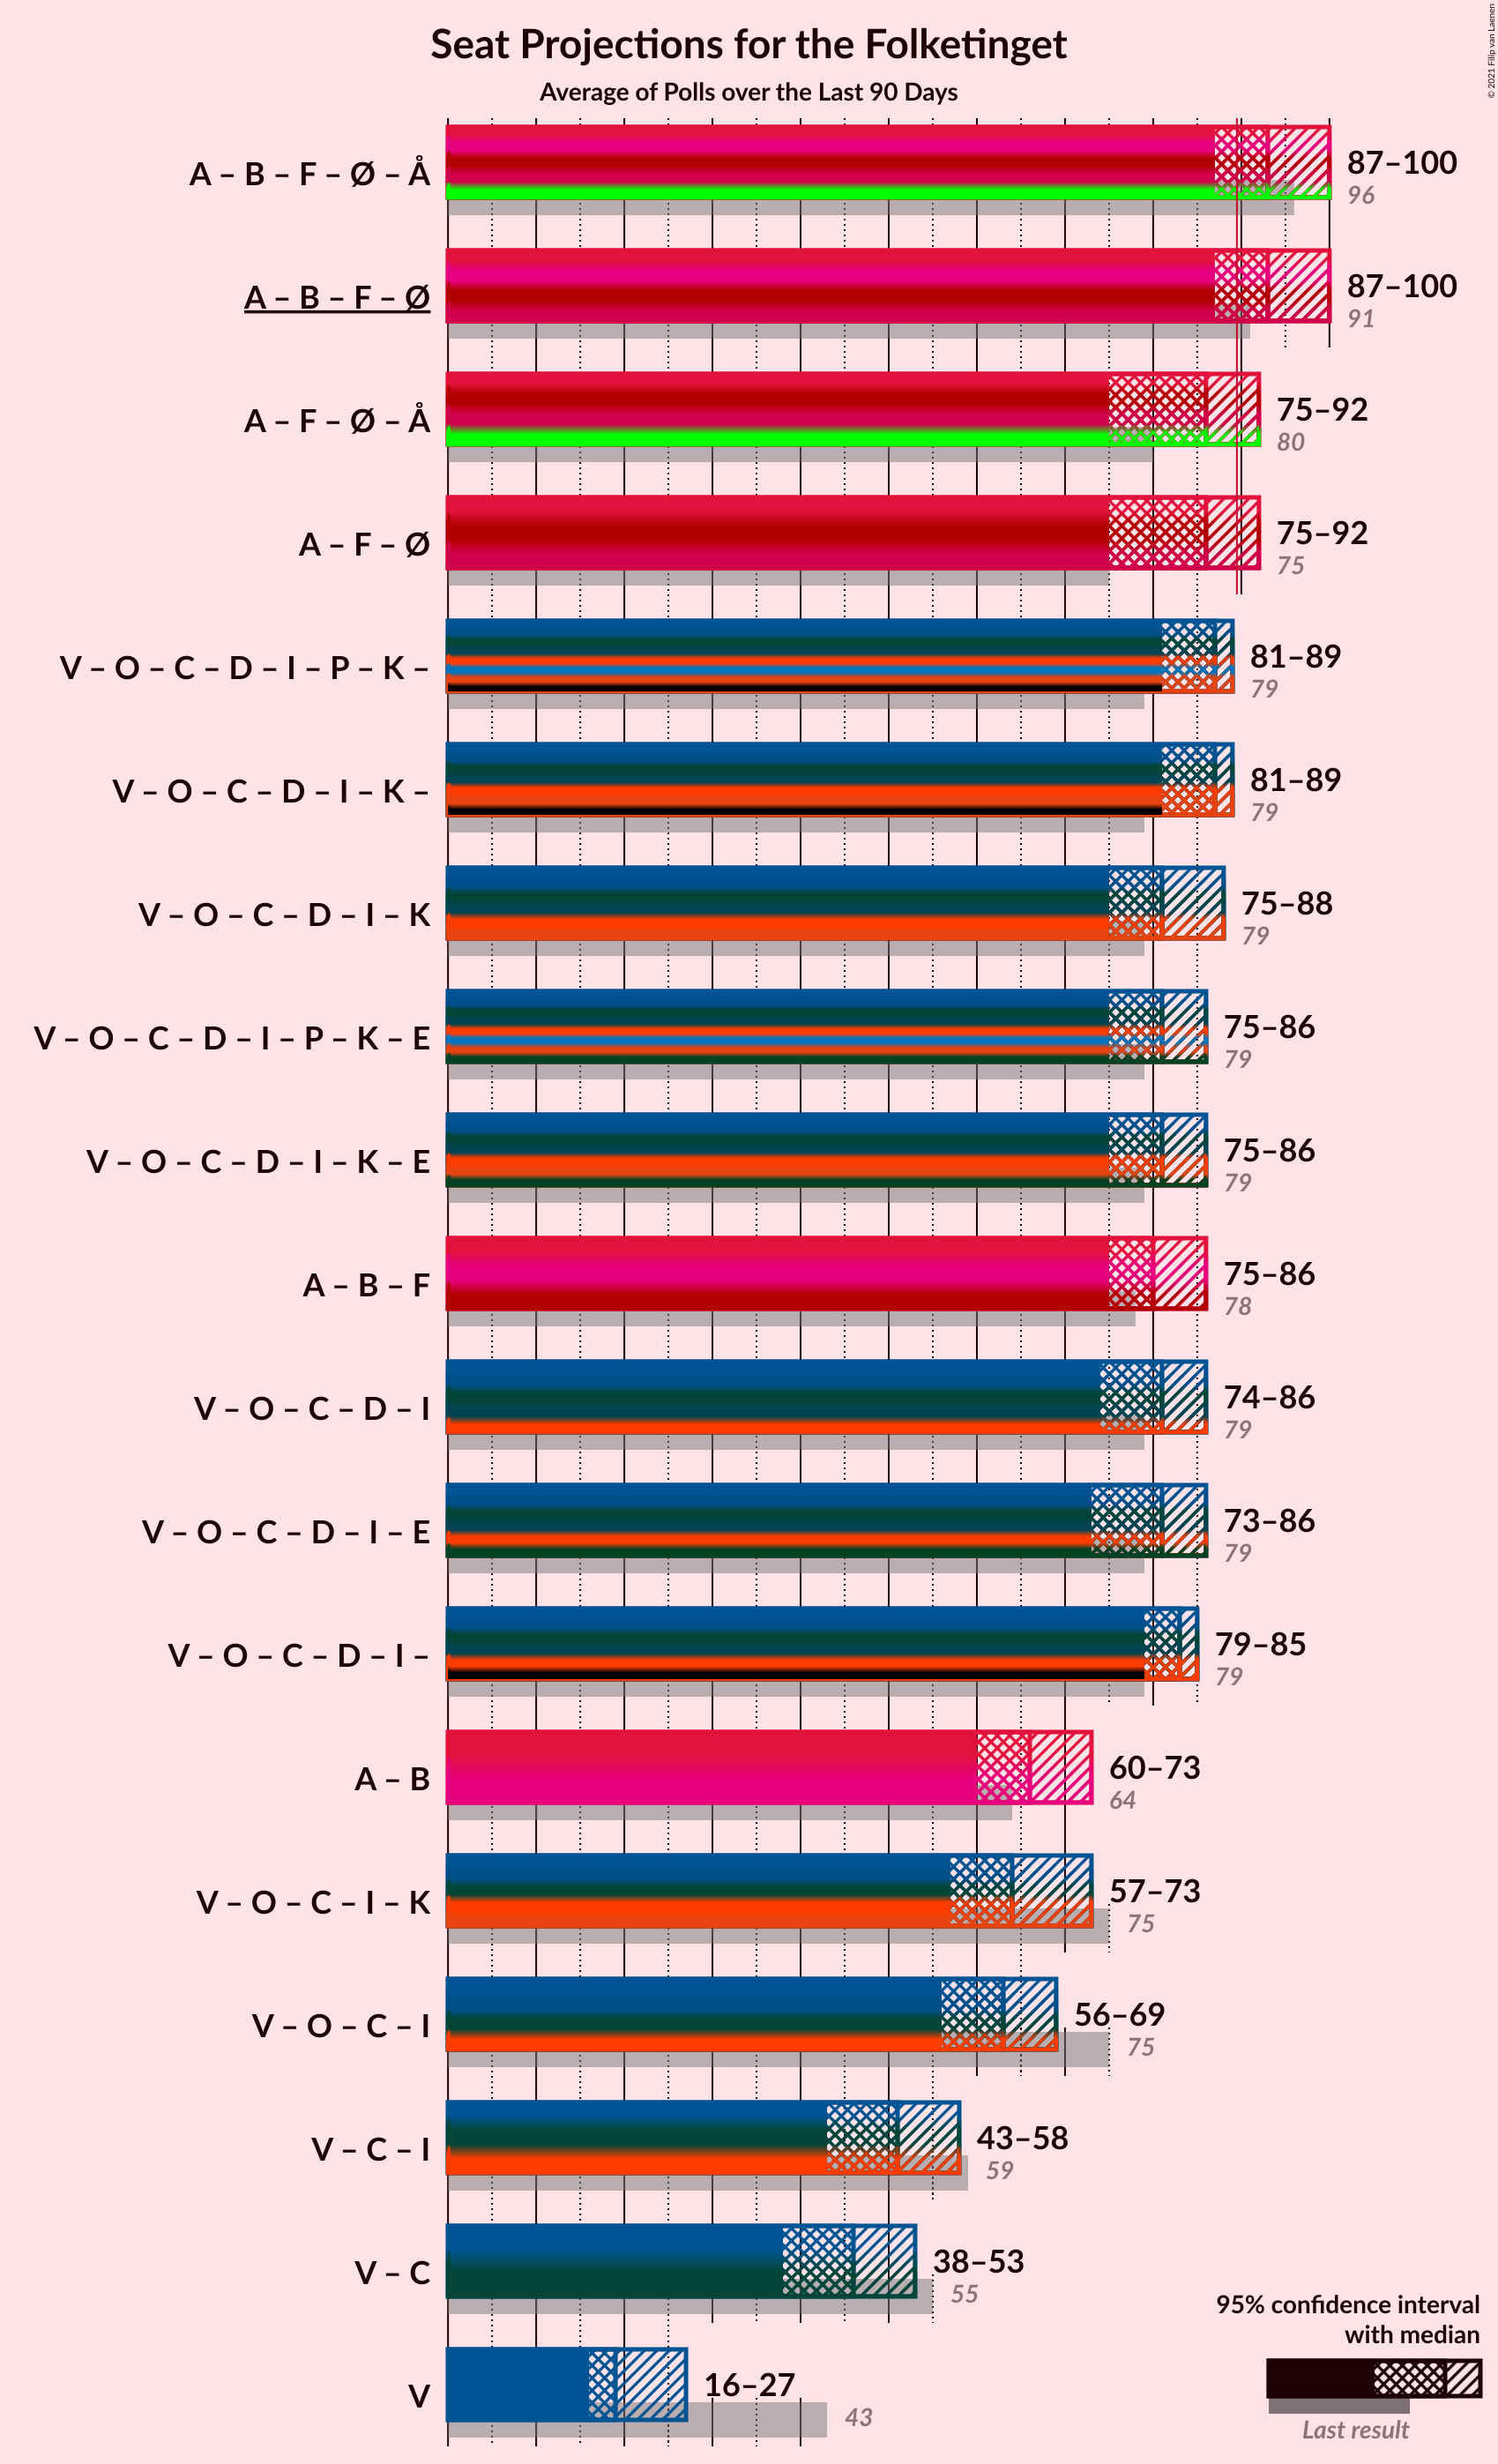 Seat Projections for the Folketinget
Average of Polls over the Last 90 Days
© 2021 Filip van Laenen
A – B – F – Ø – Å
87–100
96
A – B – F – Ø
87–100
91
A – F – Ø – Å
75–92
80
A – F – Ø
75–92
75
V – O – C – D – I – P – K –
81–89
79
V – O – C – D – I – K –
81–89
79
V – O – C – D – I – K
75–88
79
V – O – C – D – I – P – K – E
75–86
79
V – O – C – D – I – K – E
75–86
79
A – B – F
75–86
78
V – O – C – D – I
74–86
79
V – O – C – D – I – E
73–86
79
V – O – C – D – I –
79–85
79
A – B
60–73
64
V – O – C – I – K
57–73
75
V – O – C – I
56–69
75
V – C – I
43–58
59
V – C
38–53
55
V
16–27
43
95% confidence interval
with median
Last result